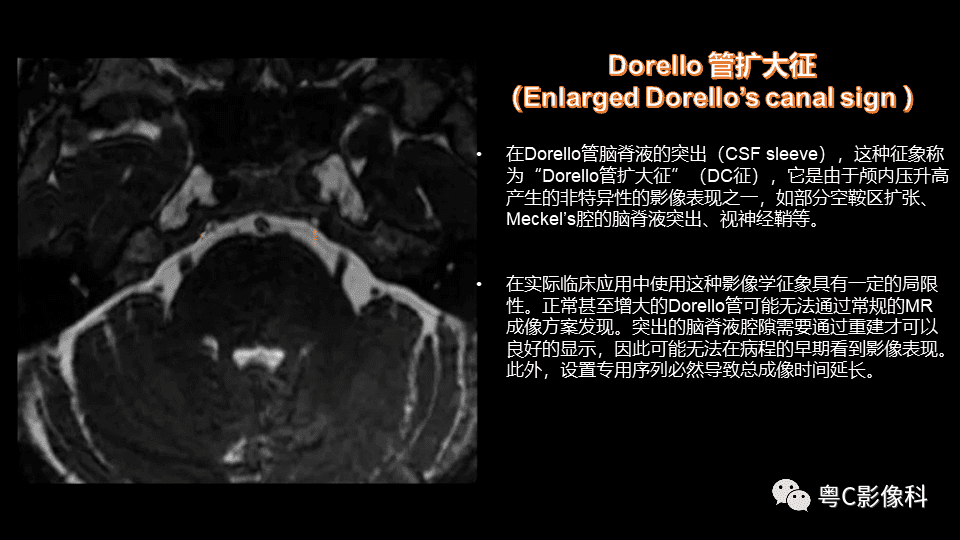 Dorello 管扩大征
（Enlarged Dorello’s canal sign ）
• 在Dorello管脑脊液的突出（CSF sleeve），这种征象称
为“Dorello管扩大征”（DC征），它是由于颅内压升高
产生的非特异性的影像表现之一，如部分空鞍区扩张、
Meckel’s腔的脑脊液突出、视神经鞘等。
• 在实际临床应用中使用这种影像学征象具有一定的局限
性。正常甚至增大的Dorello管可能无法通过常规的MR
成像方案发现。突出的脑脊液腔隙需要通过重建才可以
良好的显示，因此可能无法在病程的早期看到影像表现。
此外，设置专用序列必然导致总成像时间延长。
粤C影像科